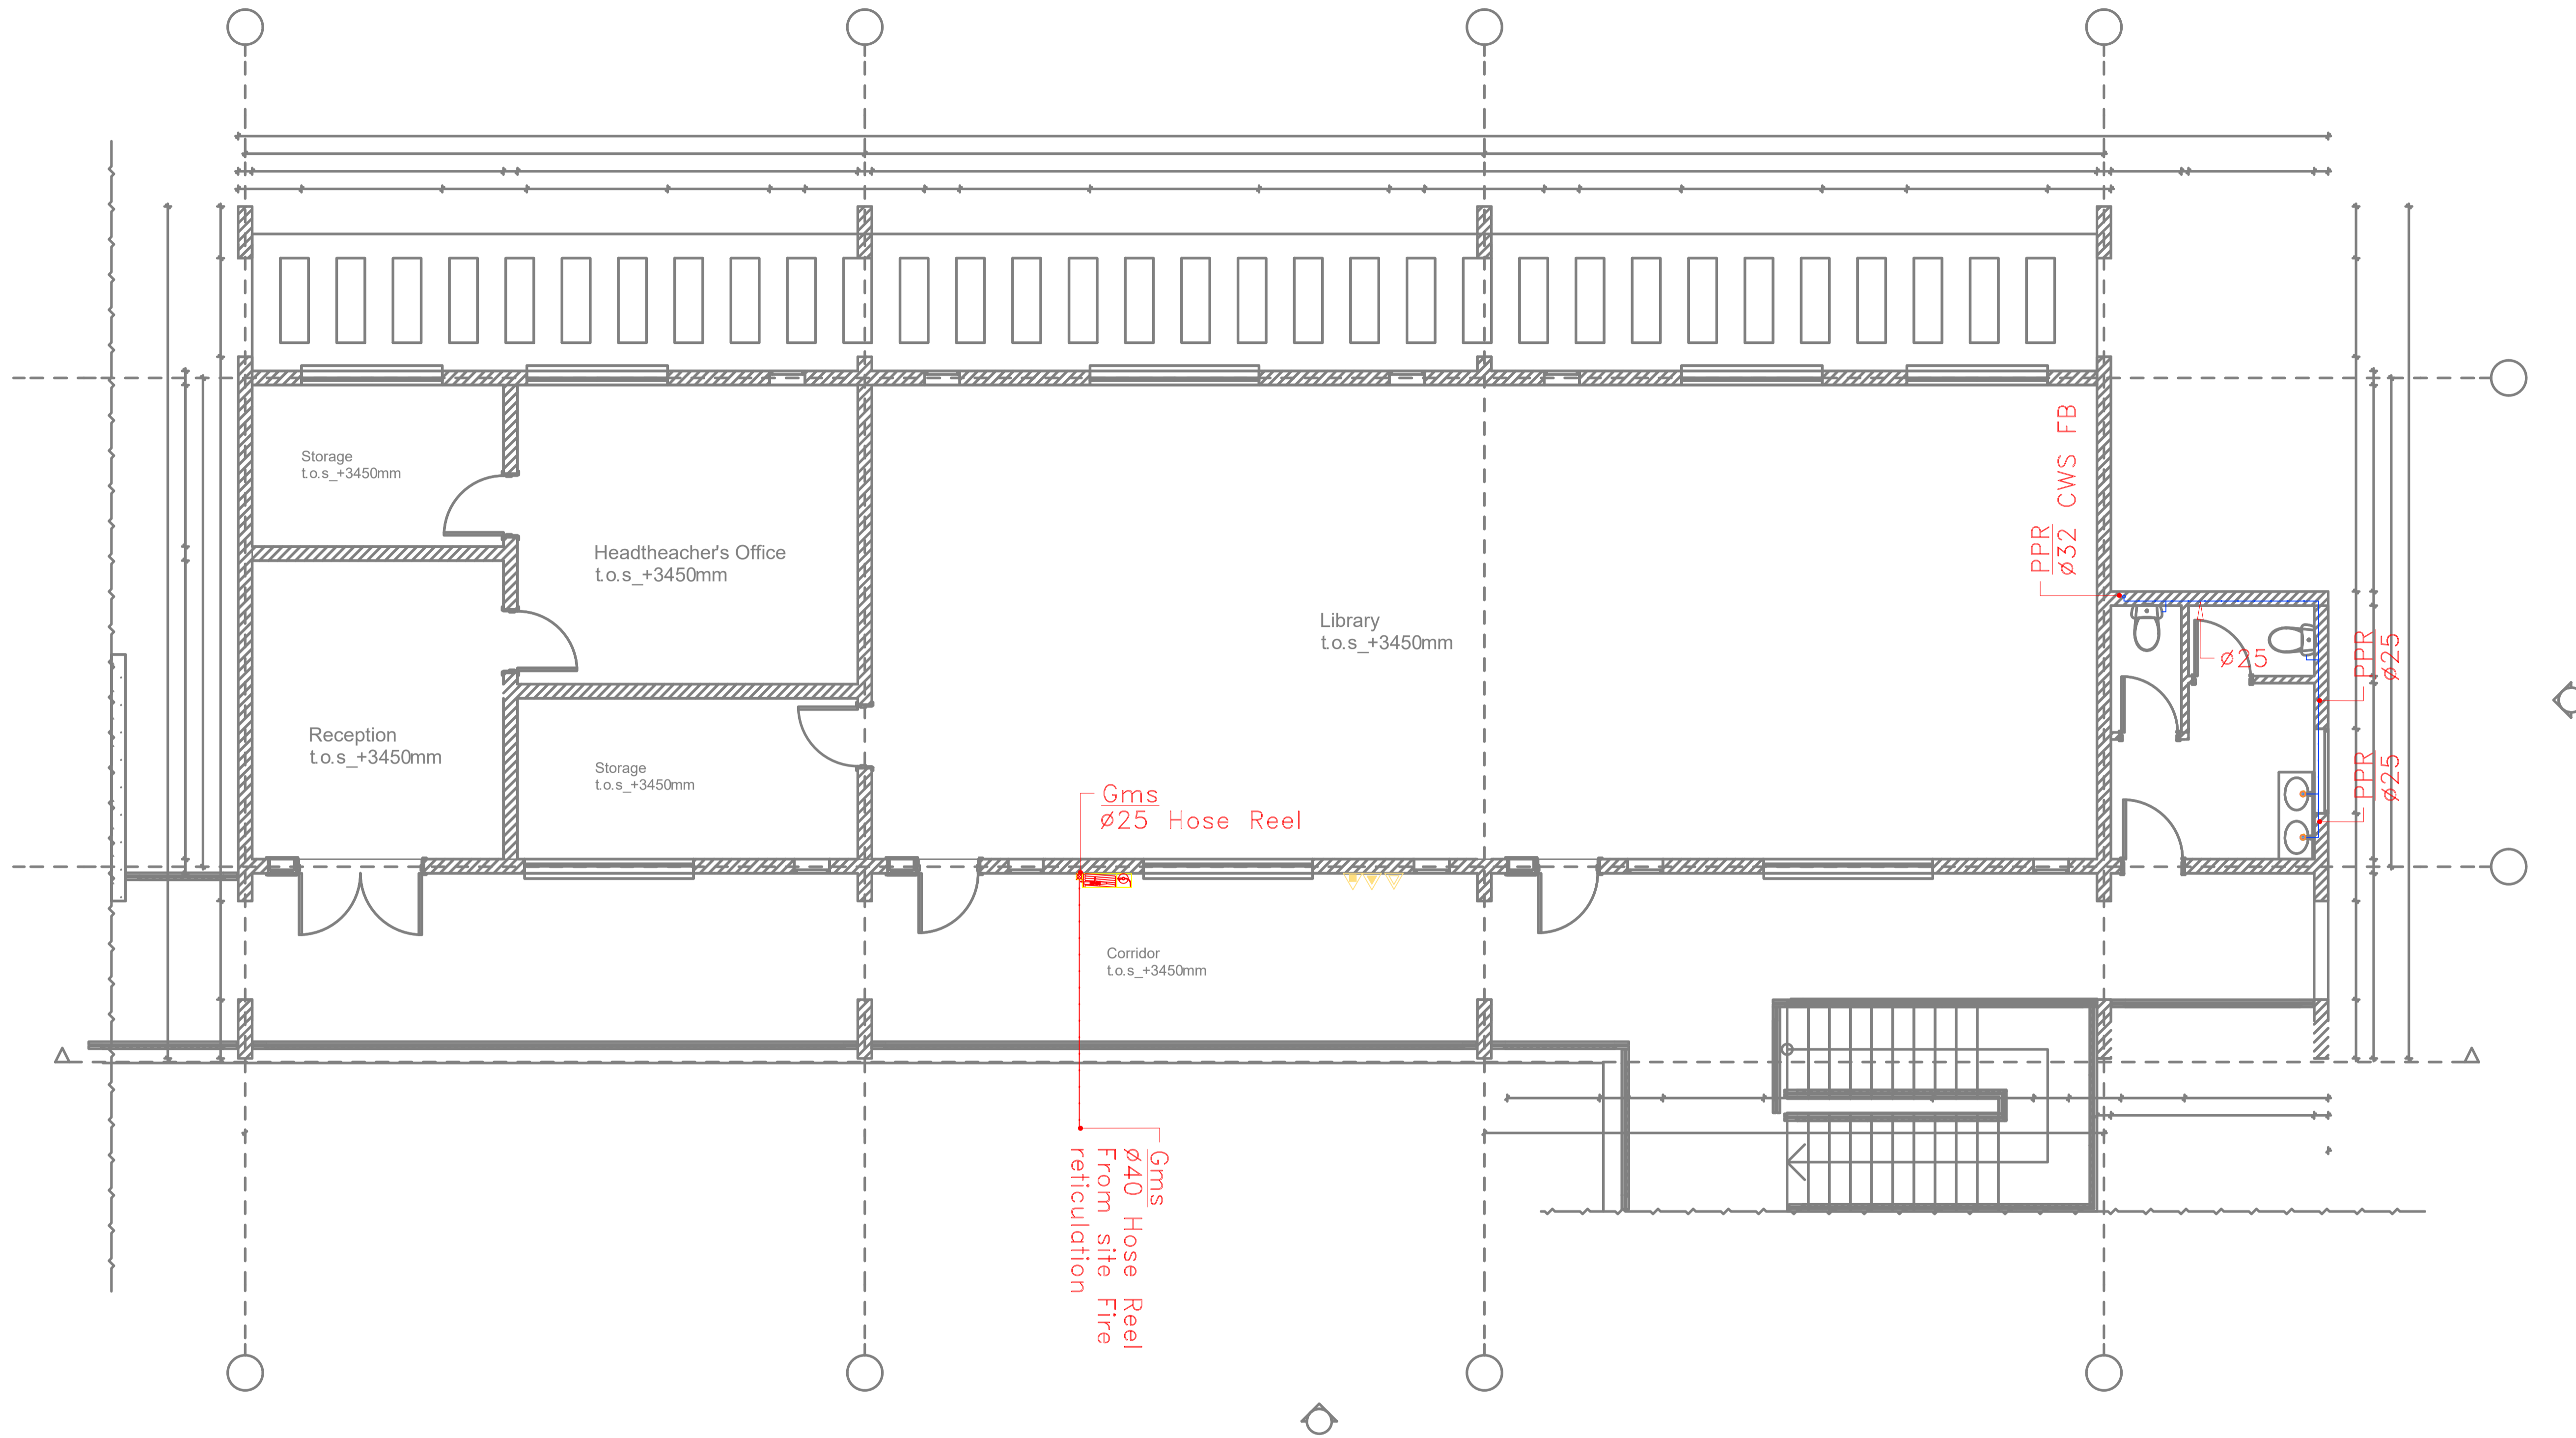 Storage
t.o.s_+3450mm
Headtheacher's Office
t.o.s_+3450mm
Library
t.o.s_+3450mm
PPR
ø32 CWS FB
ø25
PPR
ø25
Reception
t.o.s_+3450mm
Storage
t.o.s_+3450mm
Gms
ø25 Hose Reel
PPR
ø25
Corridor
t.o.s_+3450mm
Gms
ø40 Hose Reel
From site Fire
reticulation